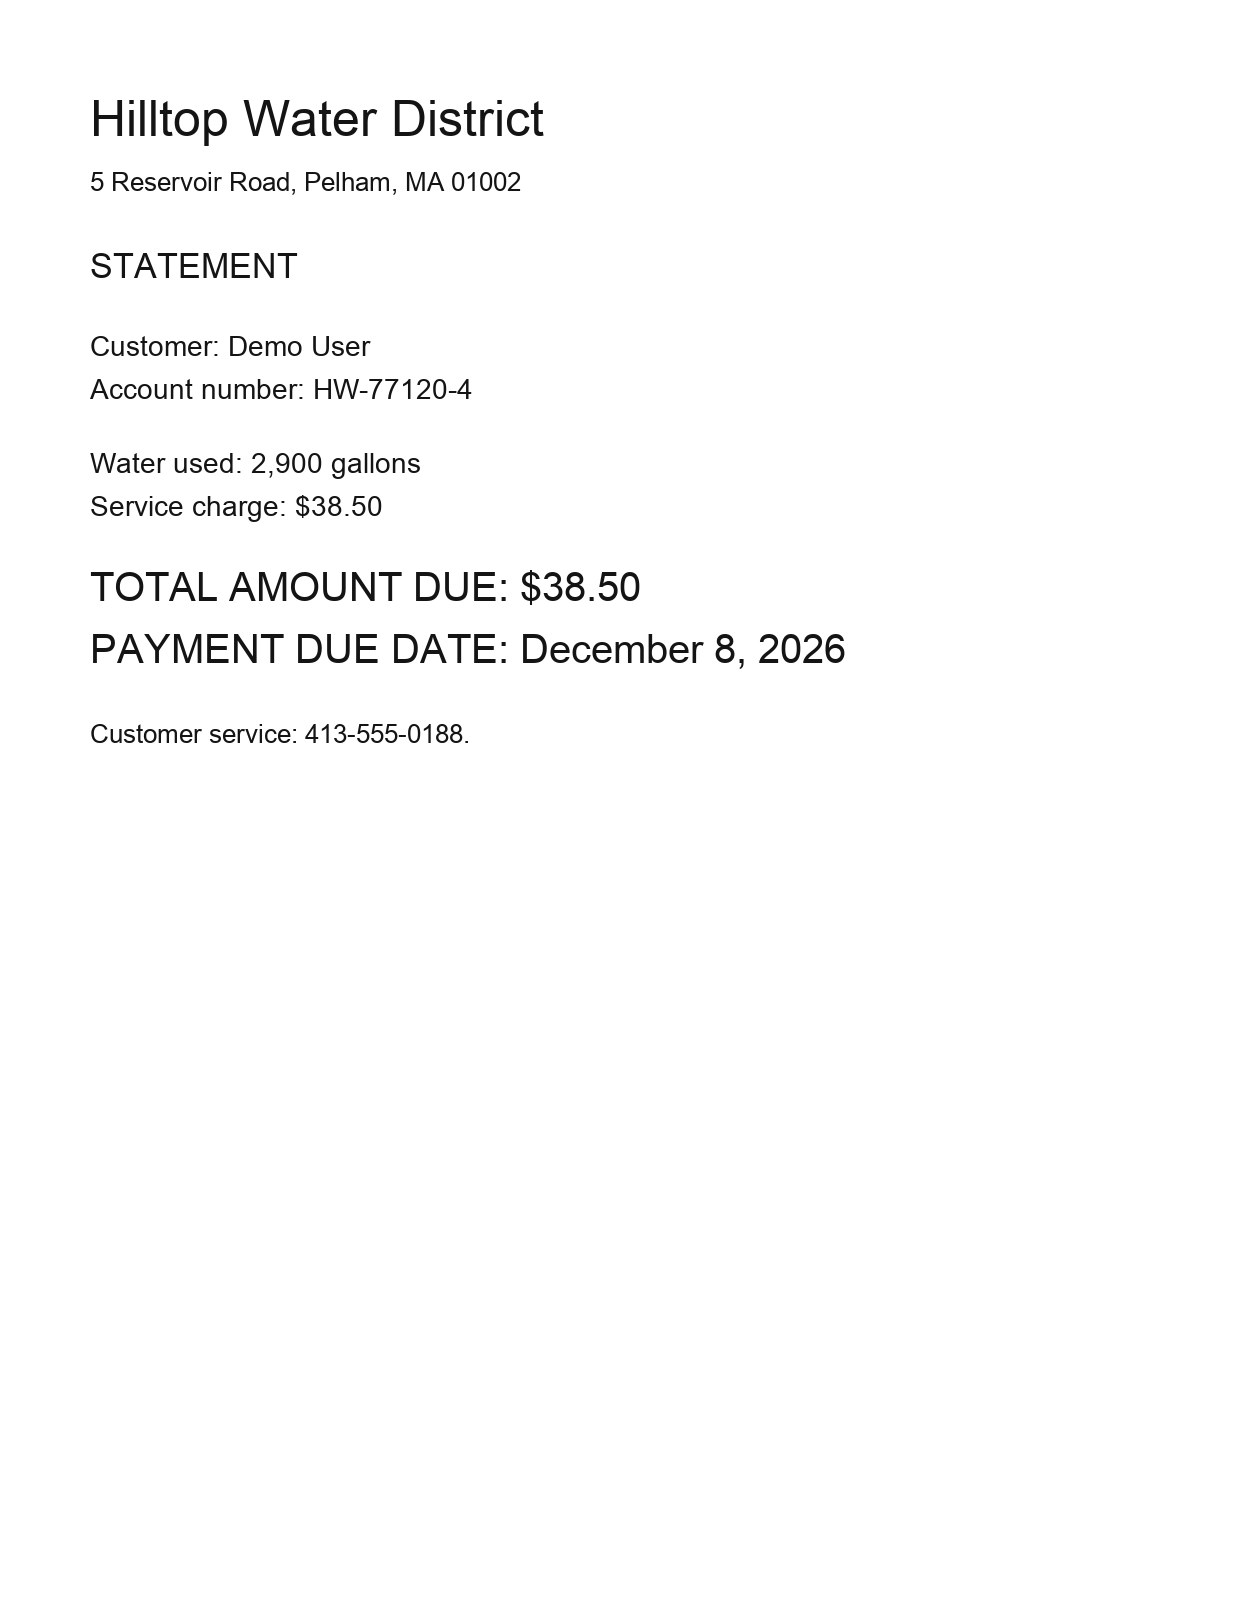 Hilltop Water District
5 Reservoir Road, Pelham, MA 01002
STATEMENT
Customer: Demo User
Account number: HW-77120-4
Water used: 2,900 gallons
Service charge: $38.50
TOTAL AMOUNT DUE: $38.50
PAYMENT DUE DATE: December 8, 2026
Customer service: 413-555-0188.